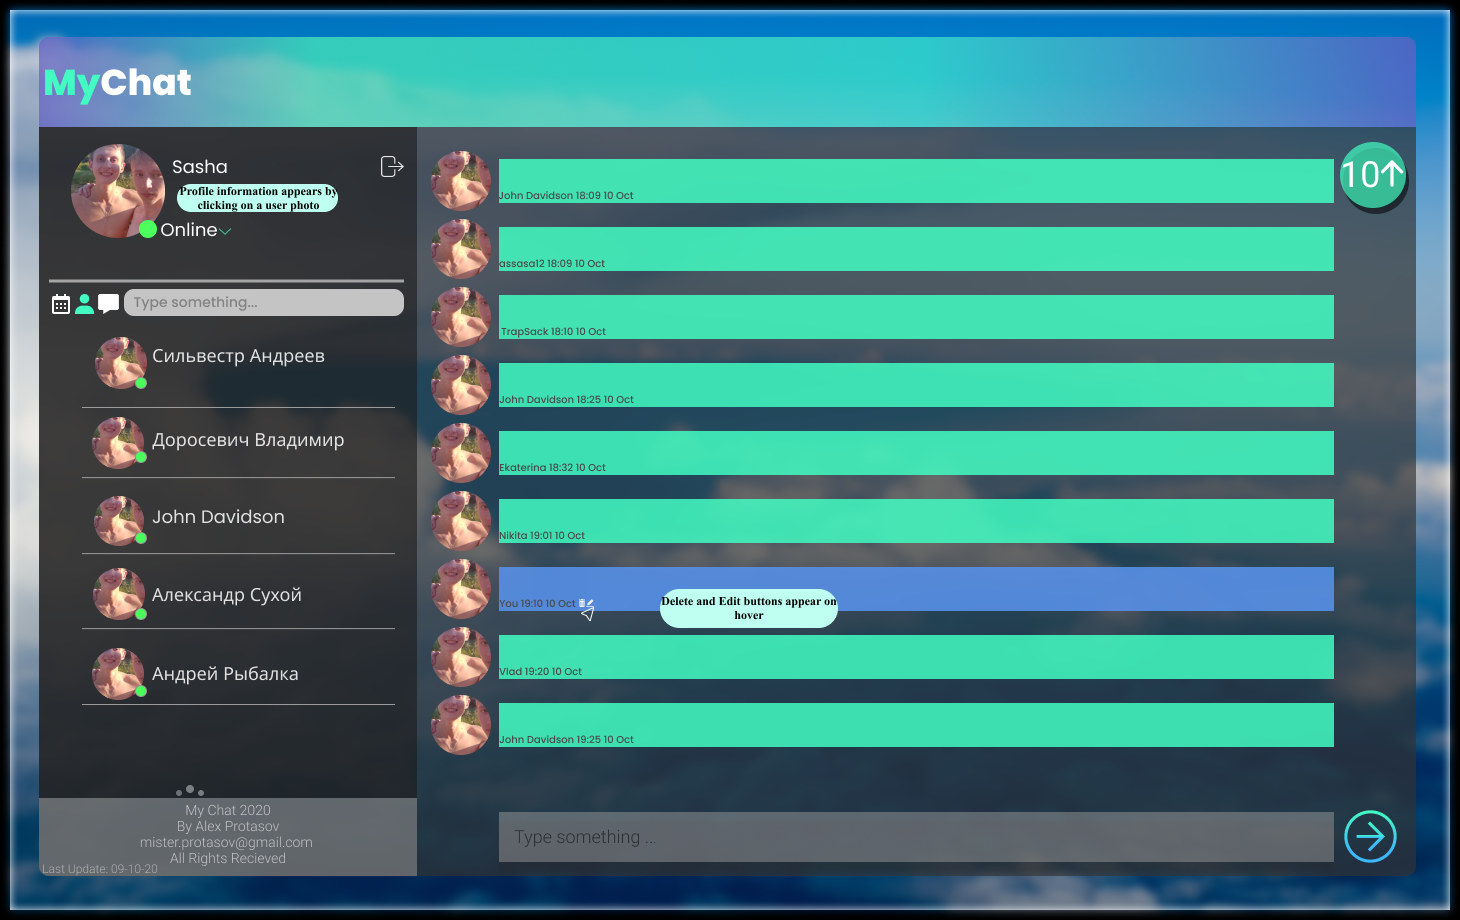 MyChat
Sasha
Profile information appears by
clicking on a user photo
Online
Type something...
Сильвестр Андреев
Доросевич Владимир
John Davidson
Александр Сухой
Андрей Рыбалка
My Chat 2020
By Alex Protasov
mister.protasov@gmail.com
All Rights Recieved
Last Update: 09-10-20
John Davidson 18:09 10 Oct
10
assasa12 18:09 10 Oct
TrapSack 18:10 10 Oct
John Davidson 18:25 10 Oct
Ekaterina 18:32 10 Oct
Nikita 19:01 10 Oct
You 19:10 10 Oct
Delete and Edit buttons appear on
hover
Vlad 19:20 10 Oct
John Davidson 19:25 10 Oct
Type something ...